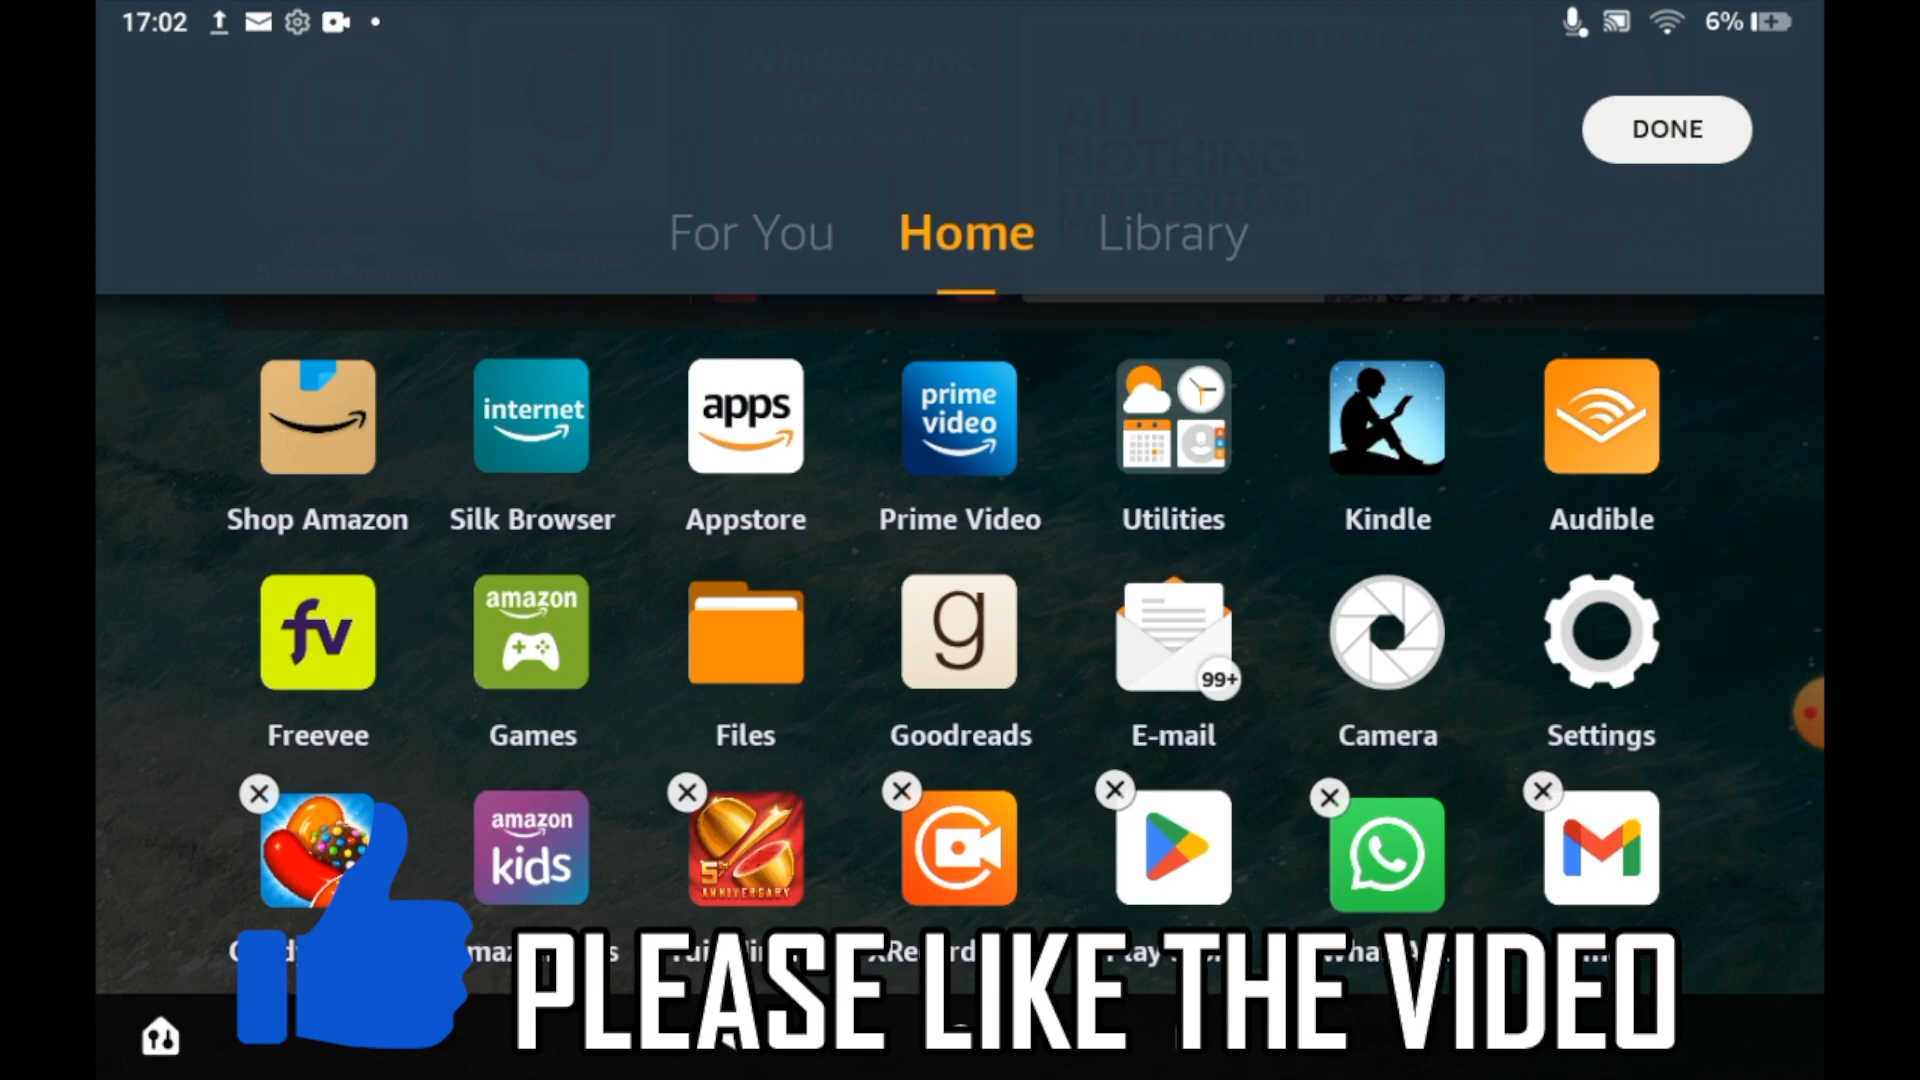 17:02
6%
DONE
For You Home Library
internet
apps
prime video
Shop Amazon Silk Browser Appstore Prime Video Utilities Kindle Audible
fv
amazon
g
99+
Freevee Games Files Goodreads E-mail Camera Settings
amazon kids
5TH ANNIVERSARY
PLEASE LIKE THE VIDEO